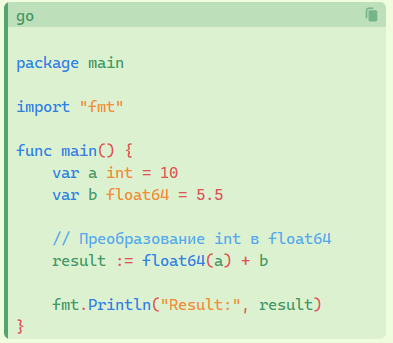 go
package main
import "fmt"
func main() {
    var a int = 10
    var b float64 = 5.5
    // Преобразование int в float64
    result := float64(a) + b
    fmt.Println("Result:", result)
}